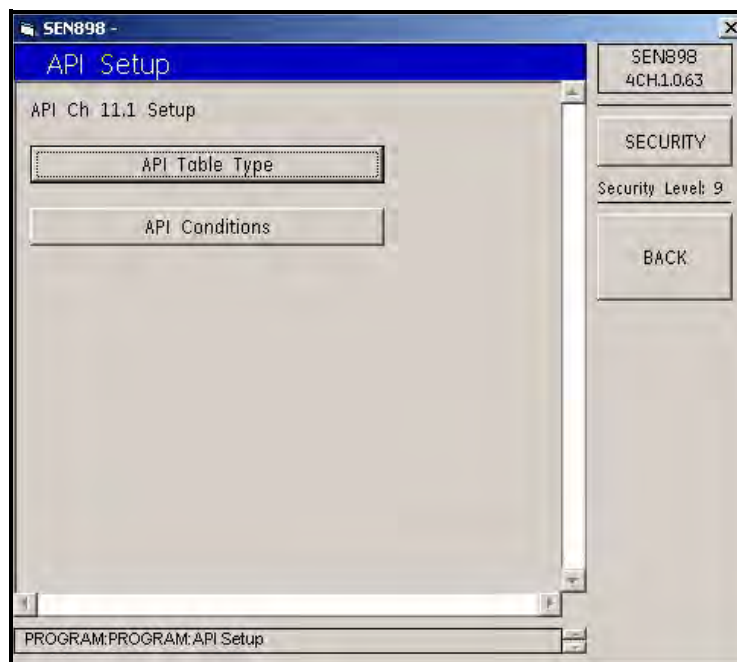 SEN898 -
API Setup
API Ch 11.1 Setup
API Table Type
API Conditions
SEN898
4CH.1.0.63
SECURITY
Security Level: 9
BACK
PROGRAM:PROGRAM:API Setup